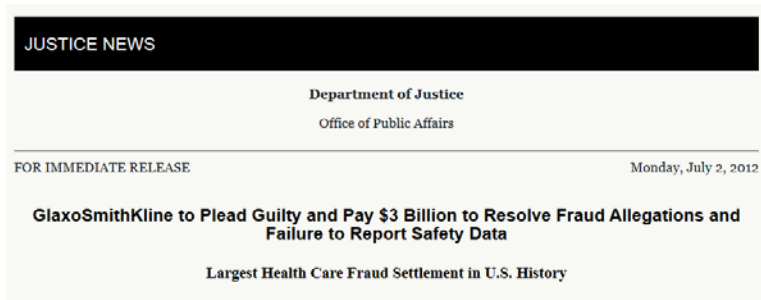 JUSTICE NEWS
Department of Justice
Office of Public Affairs
FOR IMMEDIATE RELEASE
Monday, July 2, 2012
GlaxoSmithKline to Plead Guilty and Pay $3 Billion to Resolve Fraud Allegations and
Failure to Report Safety Data
Largest Health Care Fraud Settlement in U.S. History